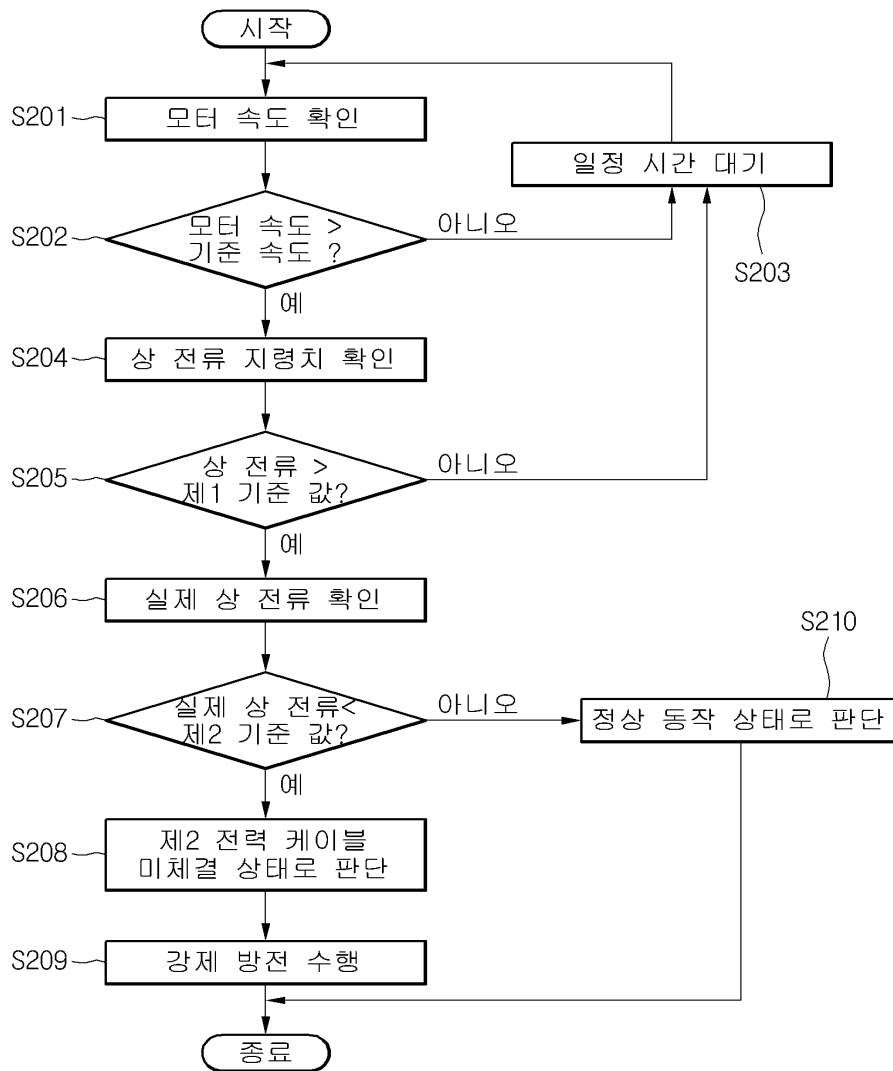 시작
S201
모터 속도 확인
일정 시간 대기
S203
S202
모터 속도 >
기준 속도 ?
아니오
예
S204
상 전류 지령치 확인
S205
상 전류 >
제1 기준 값?
아니오
예
S206
실제 상 전류 확인
S207
실제 상 전류<
제2 기준 값?
아니오
S210
정상 동작 상태로 판단
예
S208
제2 전력 케이블
미체결 상태로 판단
S209
강제 방전 수행
종료